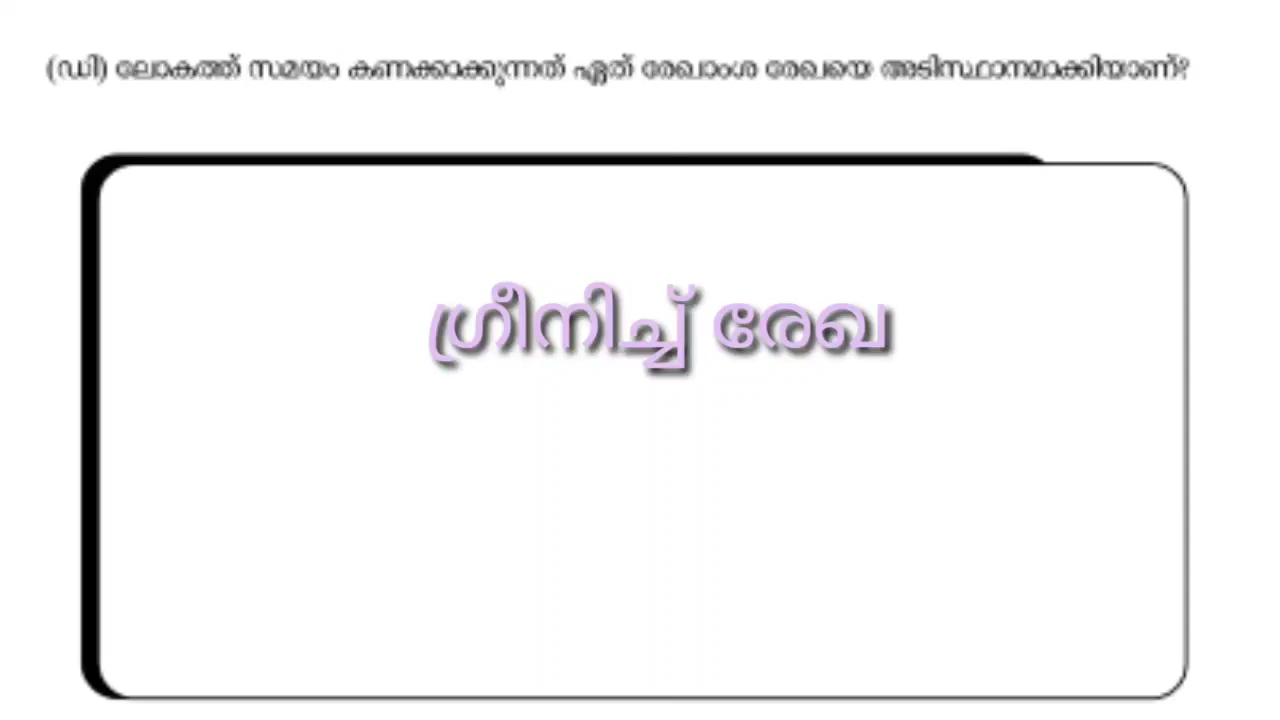 (ഡി) ലോകത്ത് സമയം കണക്കാക്കുന്നത് ഏത് രേഖാംശ രേഖയെ അടിസ്ഥാനമാക്കിയാണ്?
ഗ്രീനിച്ച് രേഖ